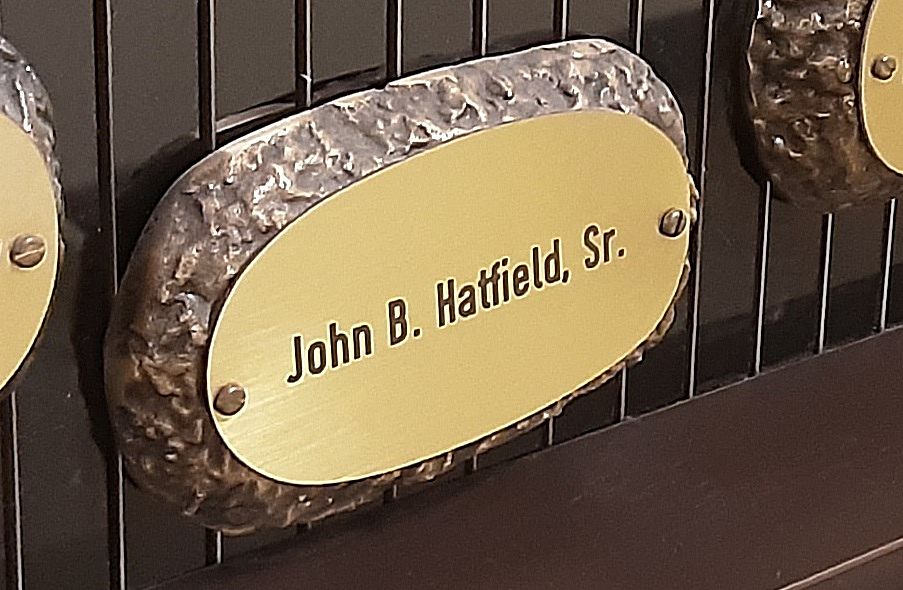 John B. Hatfield, Sr.